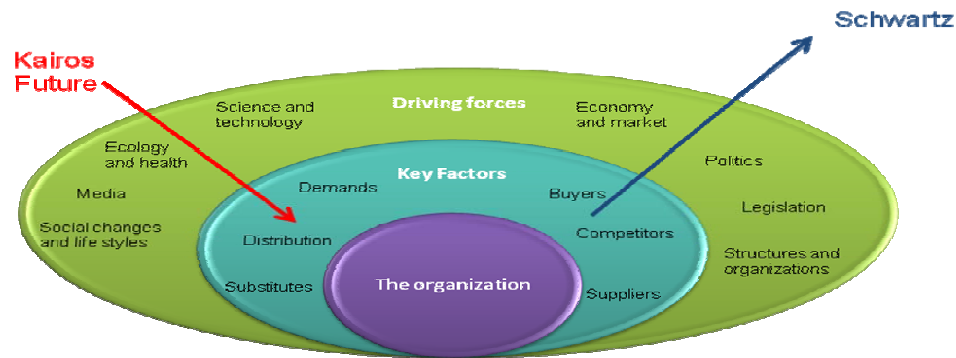 Schwartz
Kairos
Future
Driving forces
Science and
technology
Economy
and market
Ecology
and health
Politics
Key Factors
Demands
Buyers
Media
Legislation
Social changes
and life styles
Distribution
Competitors
Structures and
organizations
Substitutes
The organization
Suppliers